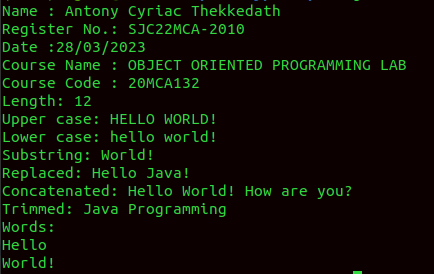 Name : Antony Cyriac Thekkedath
Register No.: SJC22MCA-2010
Date :28/03/2023
Course Name : OBJECT ORIENTED PROGRAMMING LAB
Course Code : 20MCA132
Length: 12
Upper case: HELLO WORLD!
Lower case: hello world!
Substring: World!
Replaced: Hello Java!
Concatenated: Hello World! How are you?
Trimmed: Java Programming
Words:
Hello
World!